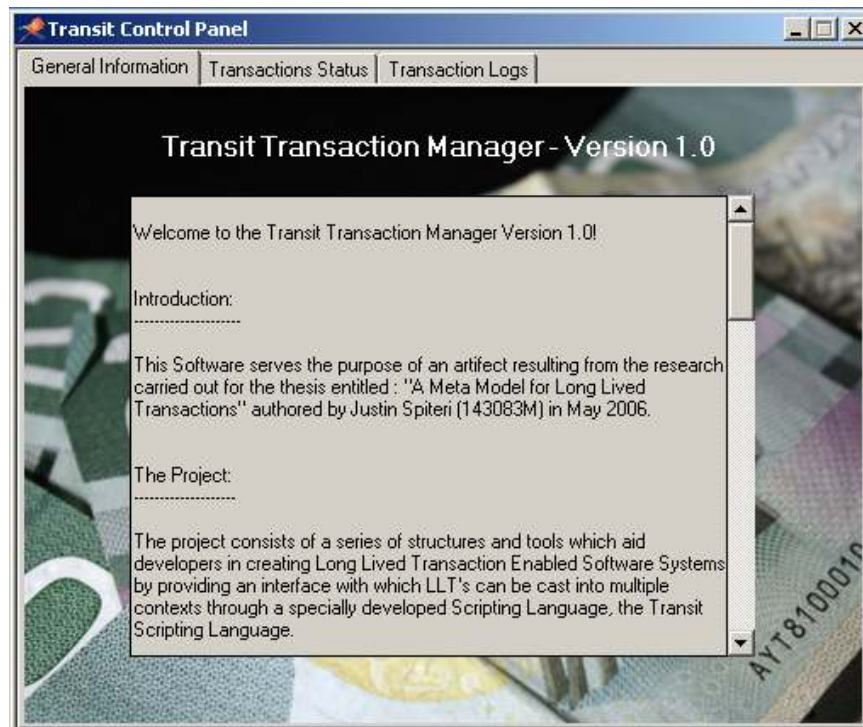 Transit Control Panel
General Information
Transactions Status
Transaction Logs
Transit Transaction Manager - Version 1.0
Welcome to the Transit Transaction Manager Version 1.0!
Introduction:
---------------------
This Software serves the purpose of an artifect resulting from the research
carried out for the thesis entitled : "A Meta Model for Long Lived
Transactions" authored by Justin Spiteri (143083M) in May 2006.
The Project:
--------------------
The project consists of a series of structures and tools which aid
developers in creating Long Lived Transaction Enabled Software Systems
by providing an interface with which LLT's can be cast into multiple
contexts through a specially developed Scripting Language, the Transit
Scripting Language.
AYT8100010